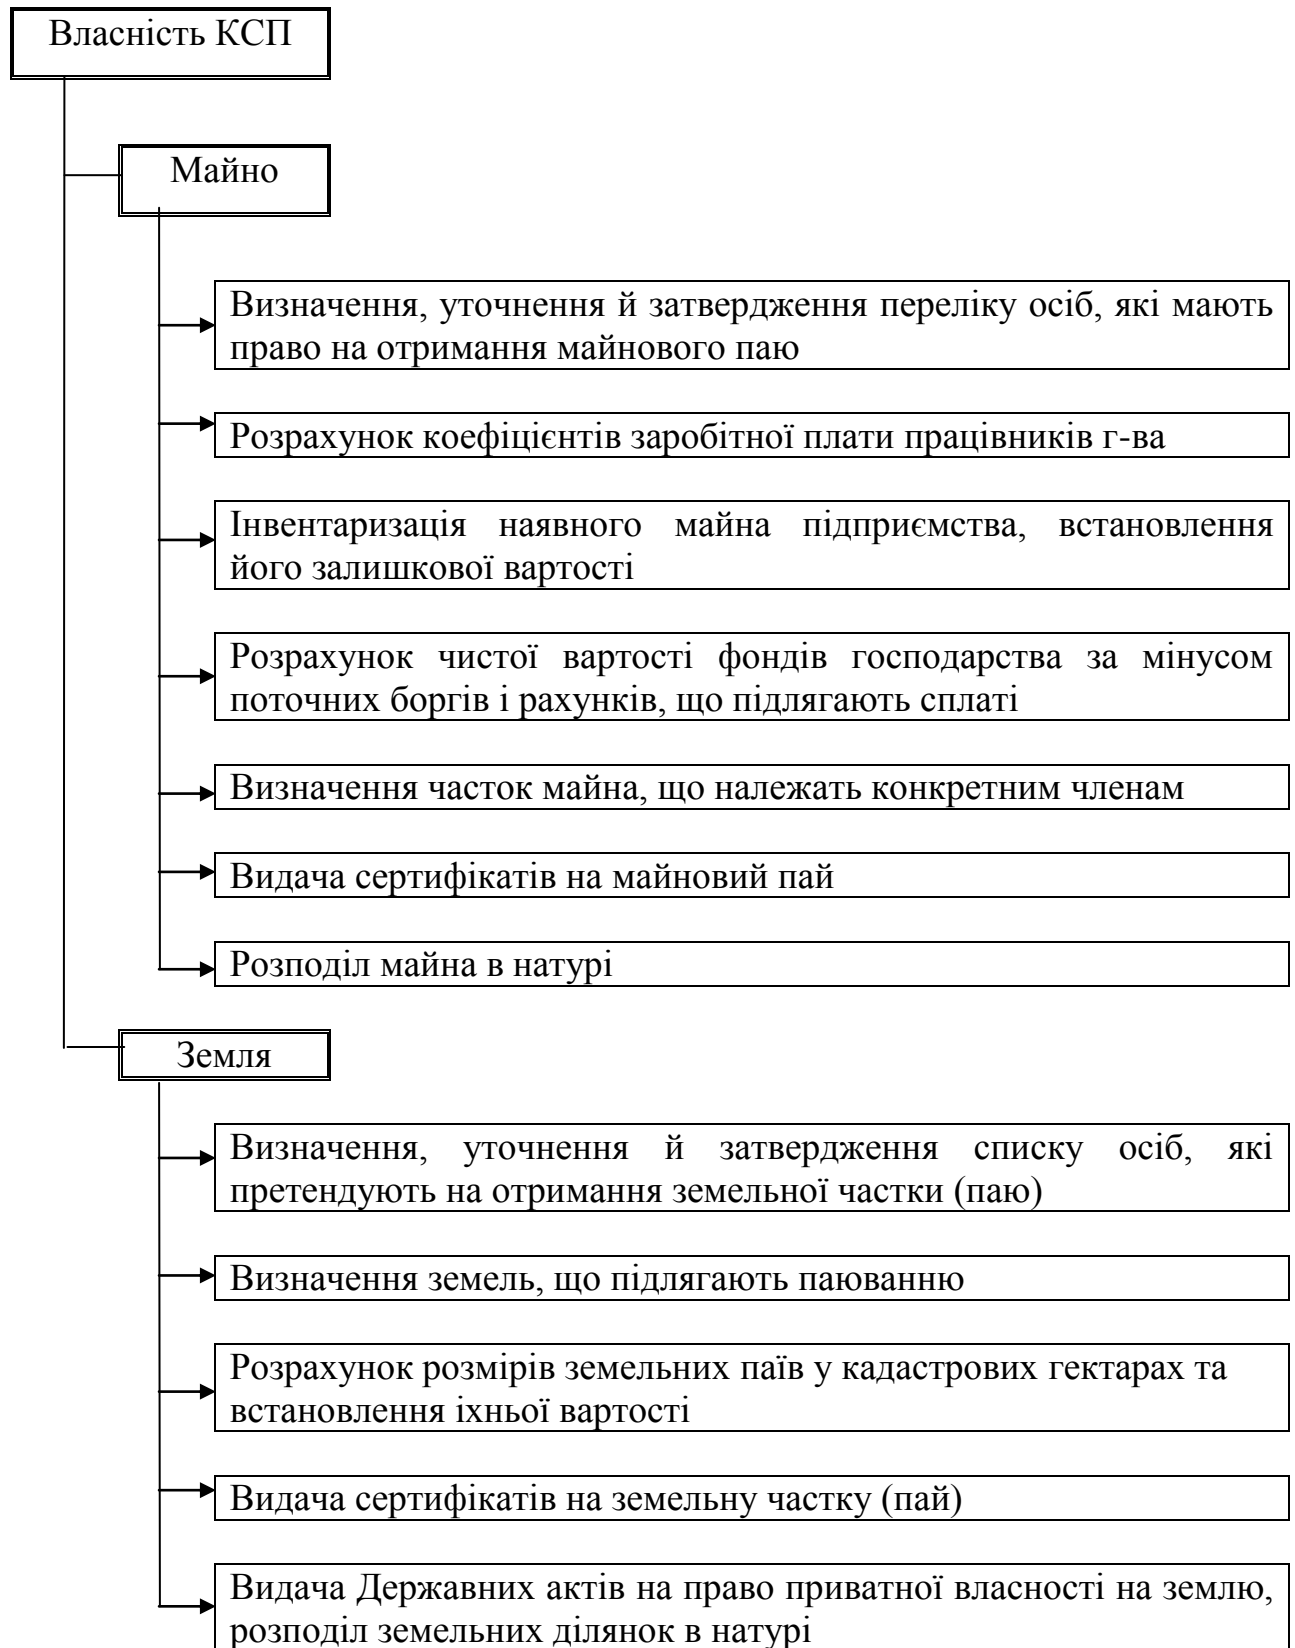 Власність КСП
Майно
Визначення, уточнення й затвердження переліку осіб, які мають
право на отримання майнового паю
Розрахунок коефіцієнтів заробітної плати працівників г-ва
Інвентаризація наявного майна підприємства, встановлення
його залишкової вартості
Розрахунок чистої вартості фондів господарства за мінусом
поточних боргів і рахунків, що підлягають сплаті
Визначення часток майна, що належать конкретним членам
Видача сертифікатів на майновий пай
Розподіл майна в натурі
Земля
Визначення, уточнення й затвердження списку осіб, які
претендують на отримання земельної частки (паю)
Визначення земель, що підлягають паюванню
Розрахунок розмірів земельних паїв у кадастрових гектарах та
встановлення іхньої вартості
Видача сертифікатів на земельну частку (пай)
Видача Державних актів на право приватної власності на землю,
розподіл земельних ділянок в натурі